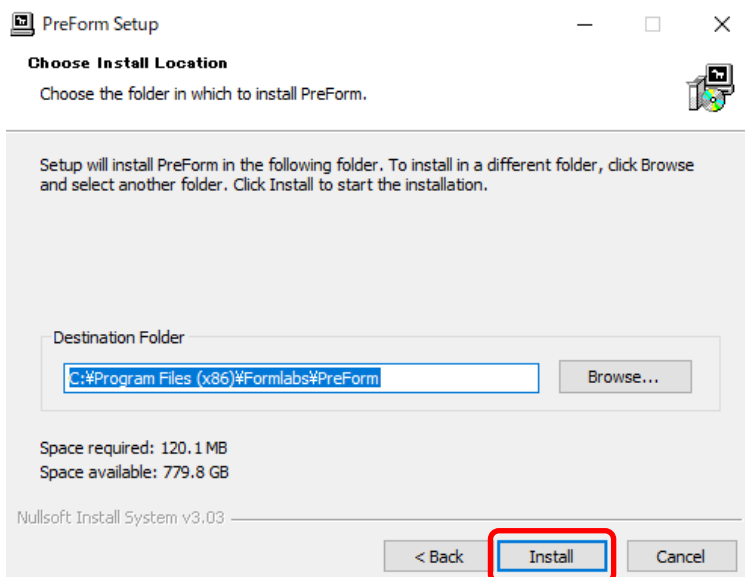 PreForm Setup
Choose Install Location
Choose the folder in which to install PreForm.
Setup will install PreForm in the following folder. To install in a different folder, click Browse
and select another folder. Click Install to start the installation.
Destination Folder
C:¥Program Files (x86)¥Formlabs¥PreForm
Browse...
Space required: 120.1 MB
Space available: 779.8 GB
Nullsoft Install System v3.03
< Back
Install
Cancel